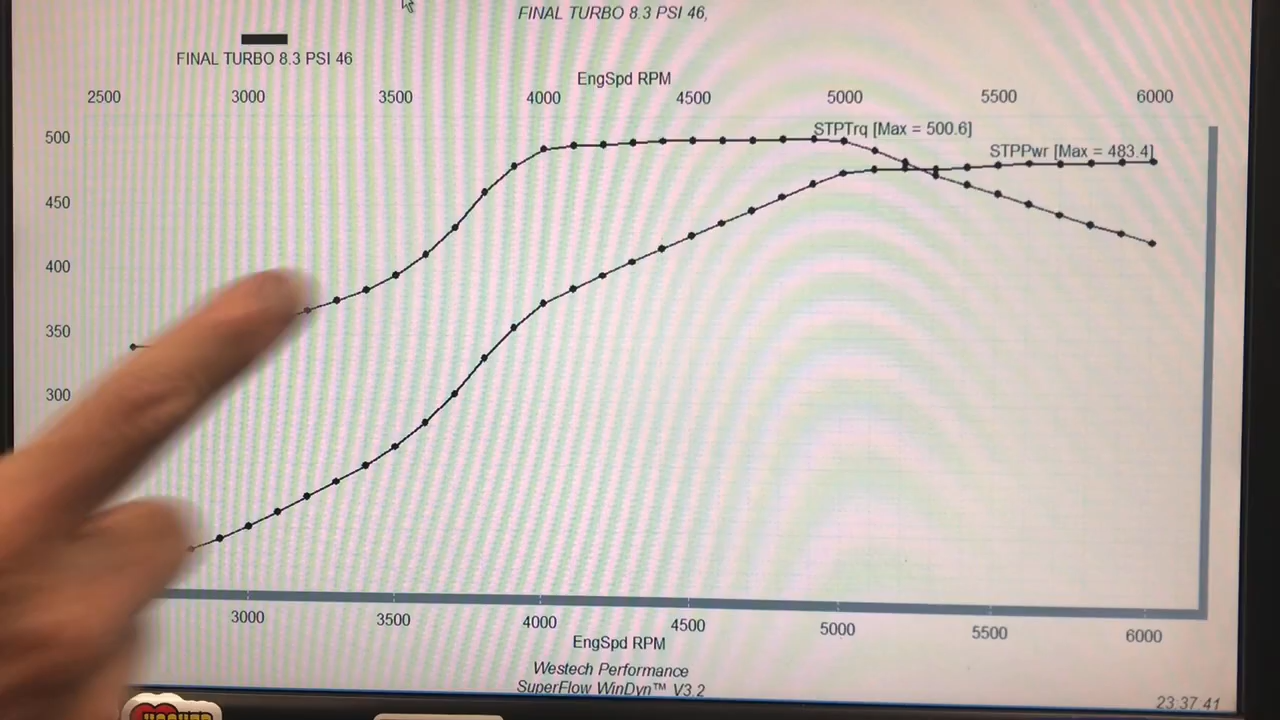 FINAL TURBO 8.3 PSI 46,
FINAL TURBO 8.3 PSI 46
EngSpd RPM
2500 3000 3500 4000 4500 5000 5500 6000
STPTrq [Max = 500.6]
STPPwr [Max = 483.4]
500
450
400
350
300
3000 3500 4000 4500 5000 5500 6000
EngSpd RPM
Westech Performance
SuperFlow WinDyn™ V3.2
23:37 41